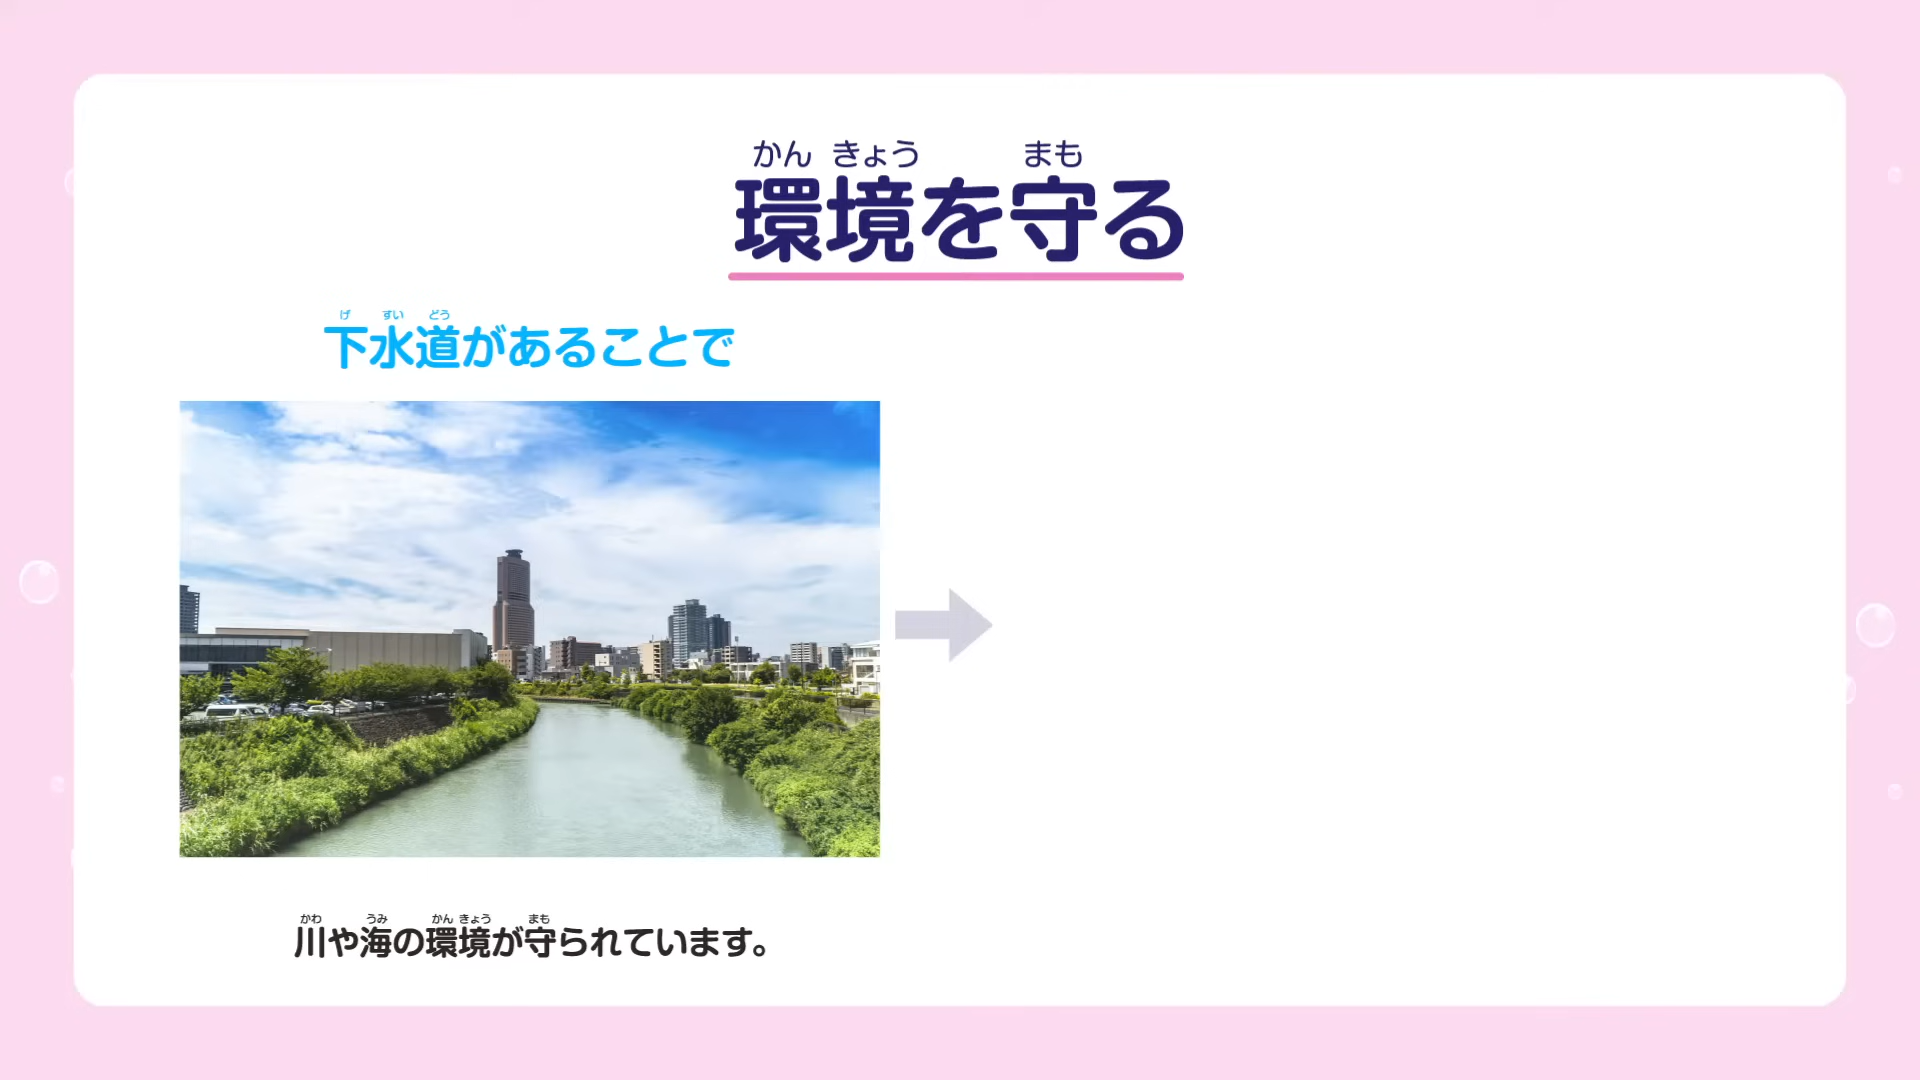 かん きょう まも
環境を守る
げ すい どう
下水道があることで
かわ うみ かん きょう まも
川や海の環境が守られています。